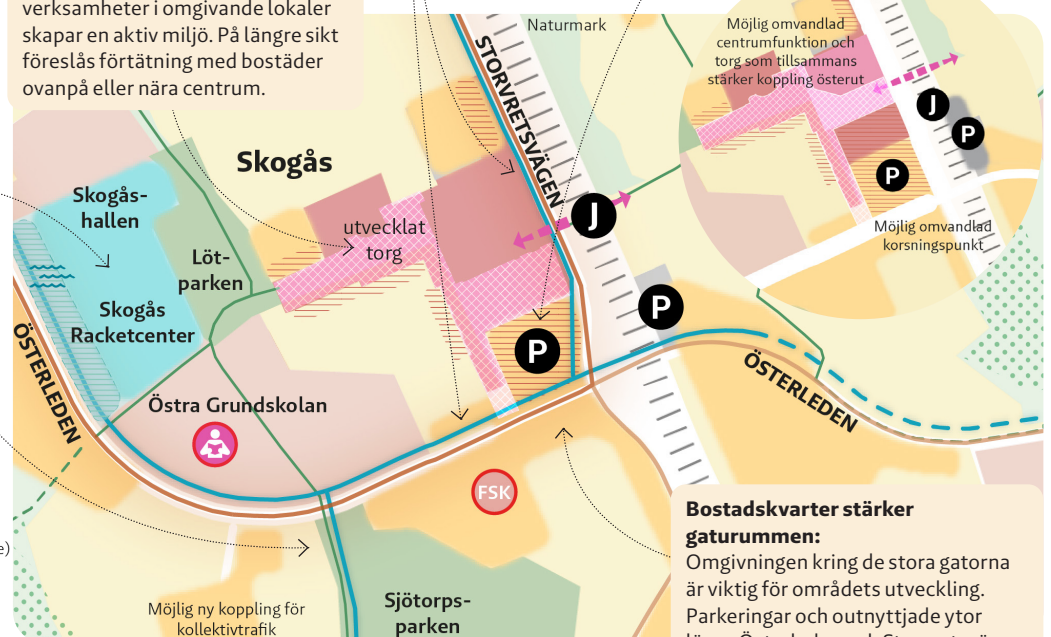 verksamheter i omgivande lokaler
skapar en aktiv miljö. På längre sikt
föreslås förtätning med bostäder
ovanpå eller nära centrum.
Naturmark
STORVRETSVÄGEN
Möjlig omvandlad
centrumfunktion och
torg som tillsammans
stärker koppling österut
J
P
P
Möjlig omvandlad
korsningspunkt
Skogås
Skogås-
hallen
Löt-
parken
utvecklat
torg
J
P
P
Skogås
Racketcenter
ÖSTERLEDEN
ÖSTERLEDEN
Östra Grundskolan
FSK
e)
Möjlig ny koppling för
kollektivtrafik
Sjötorps-
parken
Bostadskvarter stärker
gaturummen:
Omgivningen kring de stora gatorna
är viktig för områdets utveckling.
Parkeringar och outnyttjade ytor